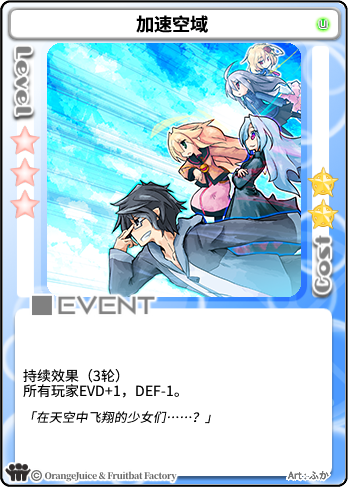 加速空域
U
Level
Cost
EVENT
持续效果（3轮）
所有玩家EVD+1，DEF-1。
「在天空中飞翔的少女们……？」
© OrangeJuice & Fruitbat Factory
Art : ふか